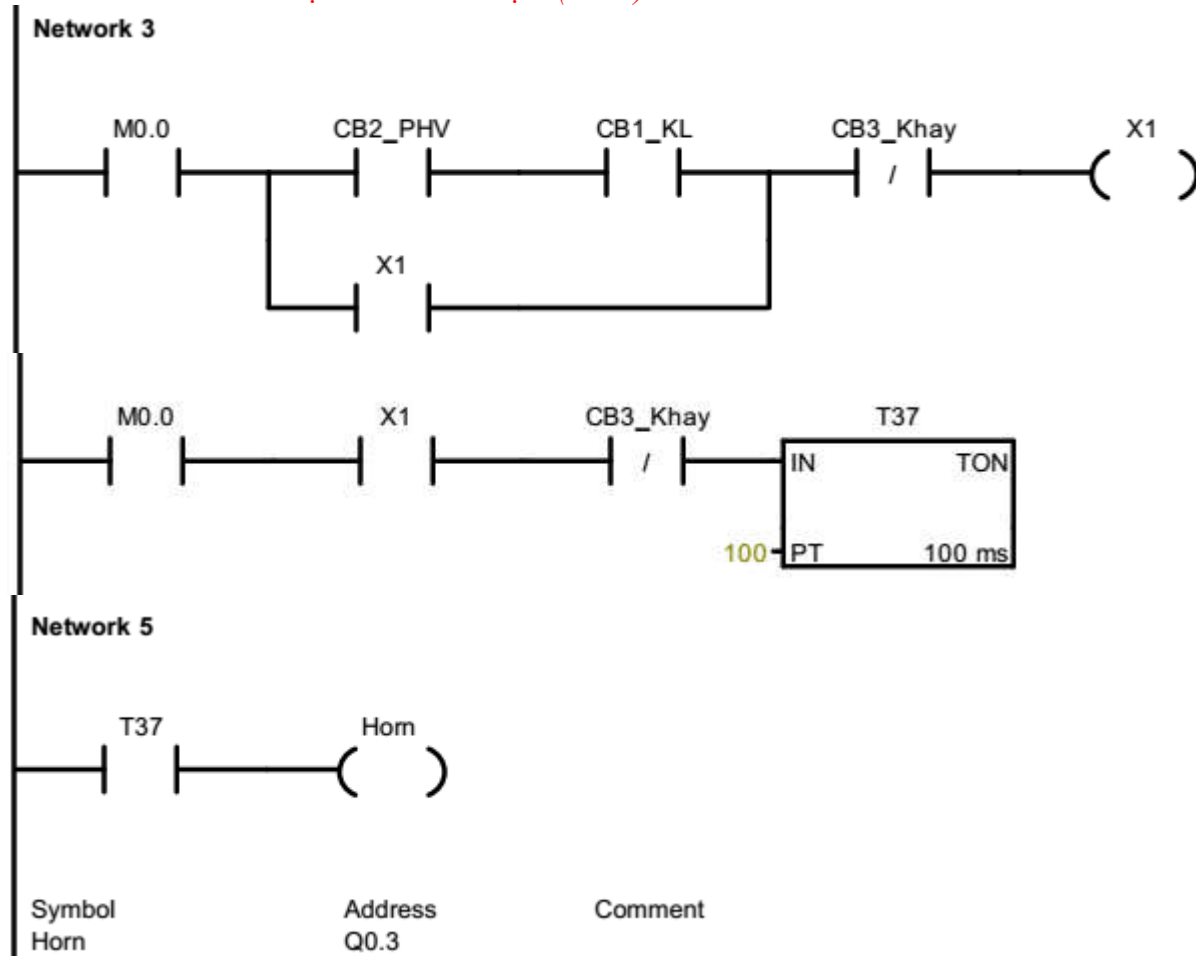 Network 3
M0.0 CB2_PHV CB1_KL CB3_Khay X1
/
X1
M0.0 X1 CB3_Khay T37
/ IN TON
100 PT 100 ms
Network 5
T37 Horn
Symbol Address Comment
Horn Q0.3